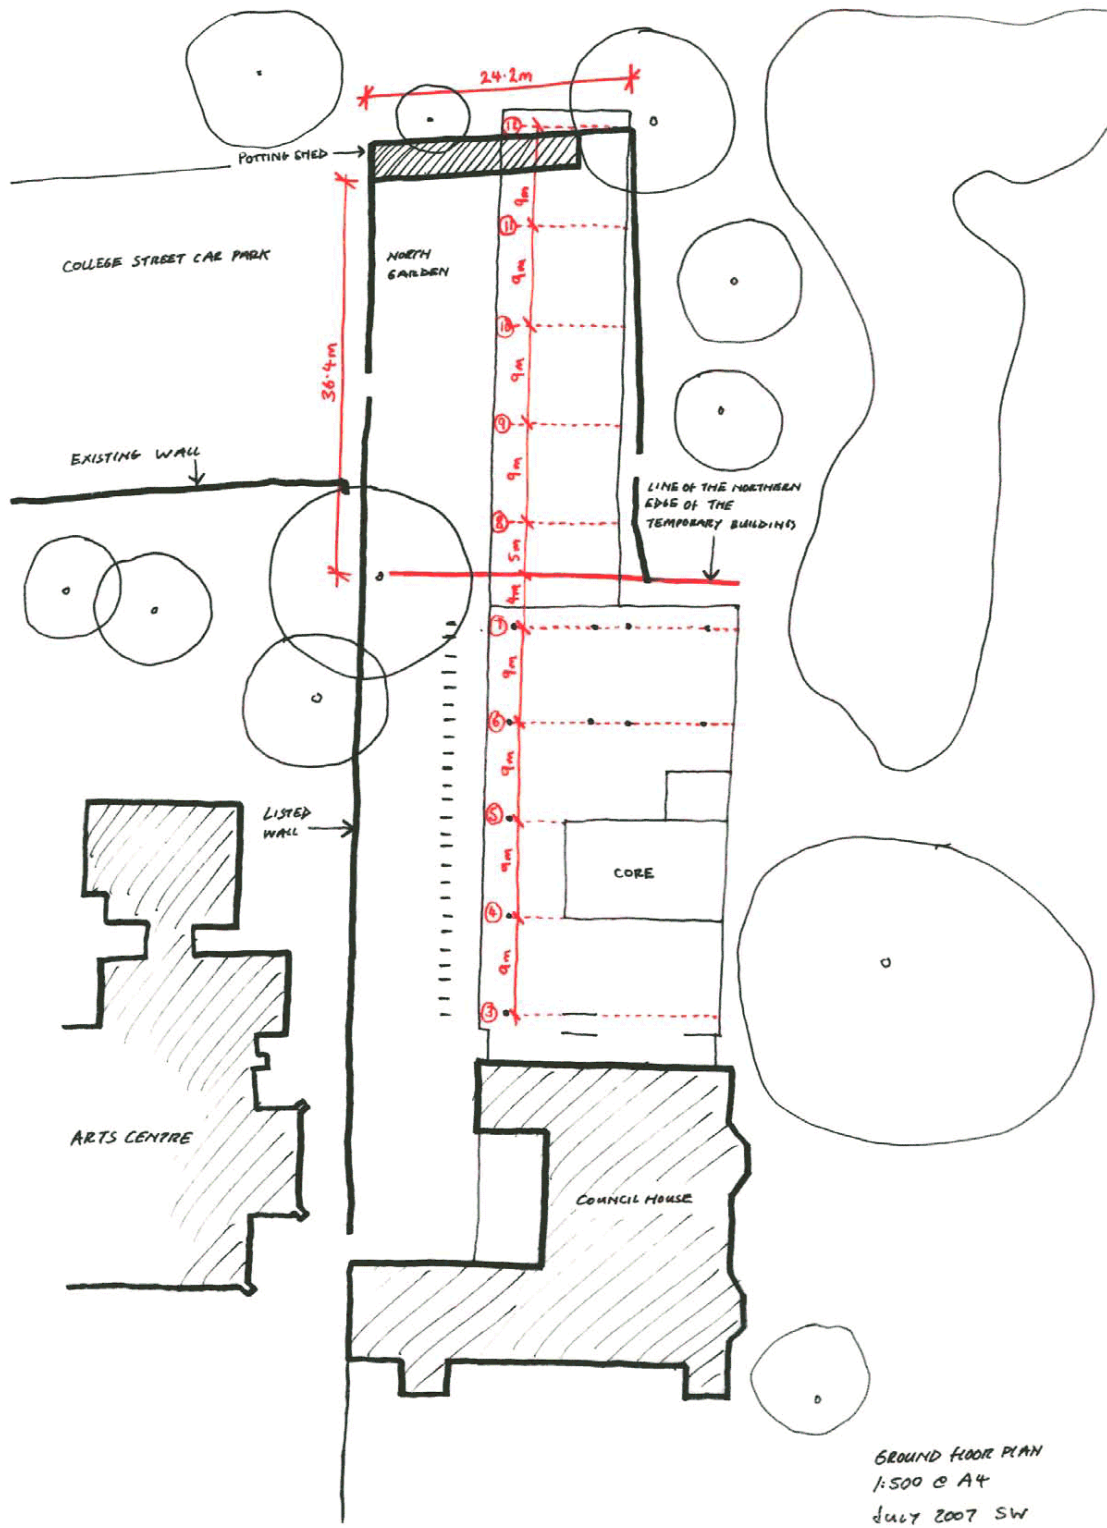 24.2m
POTTING SHED
12
9m
11
COLLEGE STREET CAR PARK
NORTH
GARDEN
9m
10
36.4m
9m
9
EXISTING WALL
9m
LINE OF THE NORTHERN
EDGE OF THE
TEMPORARY BUILDINGS
8
5m
4m
7
9m
6
9m
LISTED
WALL
5
9m
CORE
4
9m
3
ARTS CENTRE
COUNCIL HOUSE
GROUND FLOOR PLAN
1:500 @ A4
JULY 2007 SW